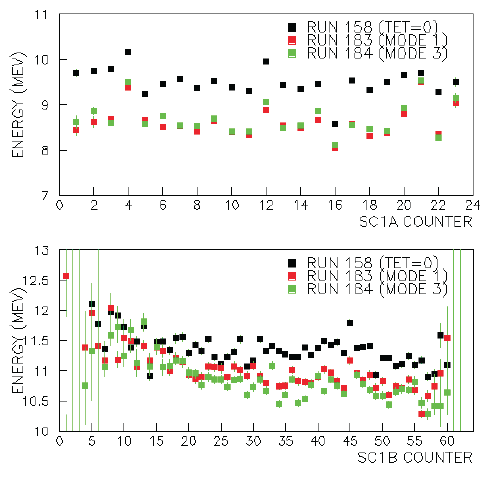 11
10
9
8
7
ENERGY (MEV)
RUN 158 (TET=0)
RUN 183 (MODE 1)
RUN 184 (MODE 3)
0 2 4 6 8 10 12 14 16 18 20 22 24
SC1A COUNTER
13
12.5
12
11.5
11
10.5
10
ENERGY (MEV)
RUN 158 (TET=0)
RUN 183 (MODE 1)
RUN 184 (MODE 3)
0 5 10 15 20 25 30 35 40 45 50 55 60
SC1B COUNTER